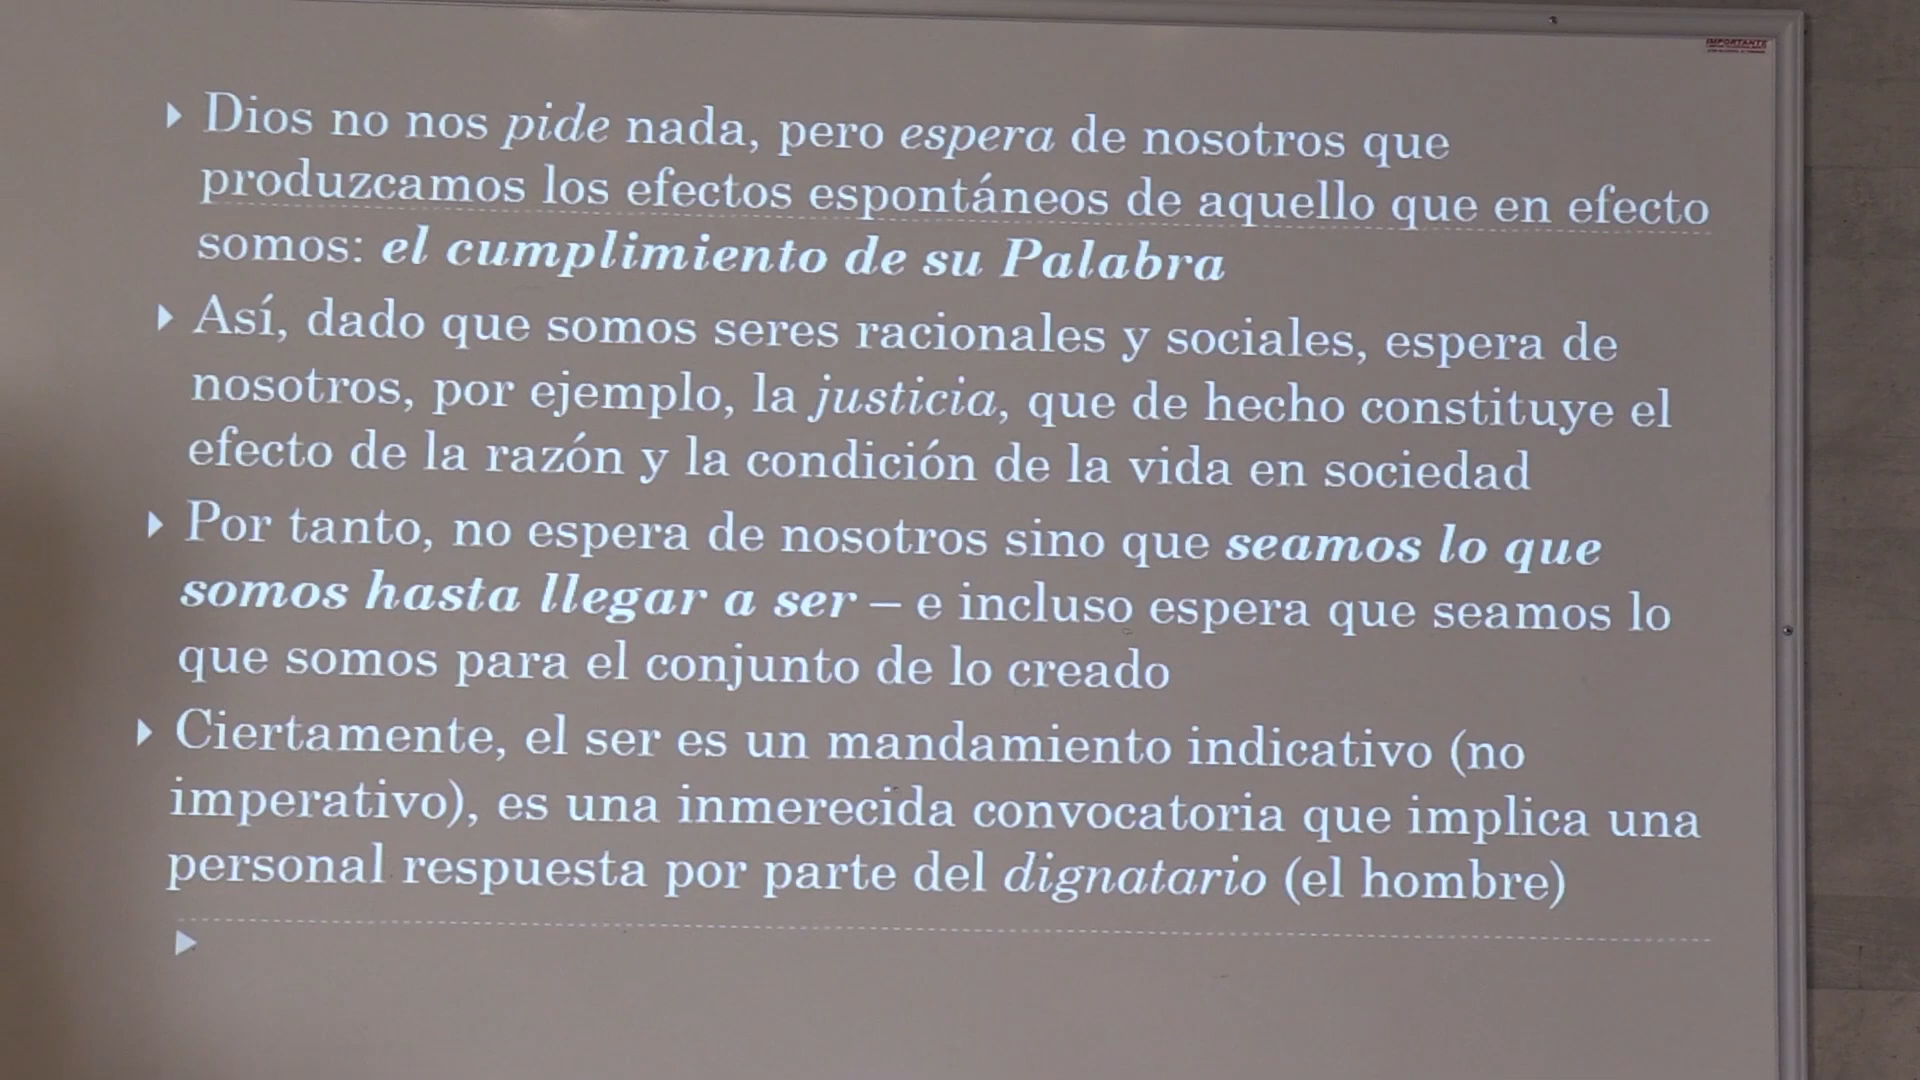 IMPORTANTE
Dios no nos pide nada, pero espera de nosotros que
produzcamos los efectos espontáneos de aquello que en efecto
somos: el cumplimiento de su Palabra
Así, dado que somos seres racionales y sociales, espera de
nosotros, por ejemplo, la justicia, que de hecho constituye el
efecto de la razón y la condición de la vida en sociedad
Por tanto, no espera de nosotros sino que seamos lo que
somos hasta llegar a ser – e incluso espera que seamos lo
que somos para el conjunto de lo creado
Ciertamente, el ser es un mandamiento indicativo (no
imperativo), es una inmerecida convocatoria que implica una
personal respuesta por parte del dignatario (el hombre)